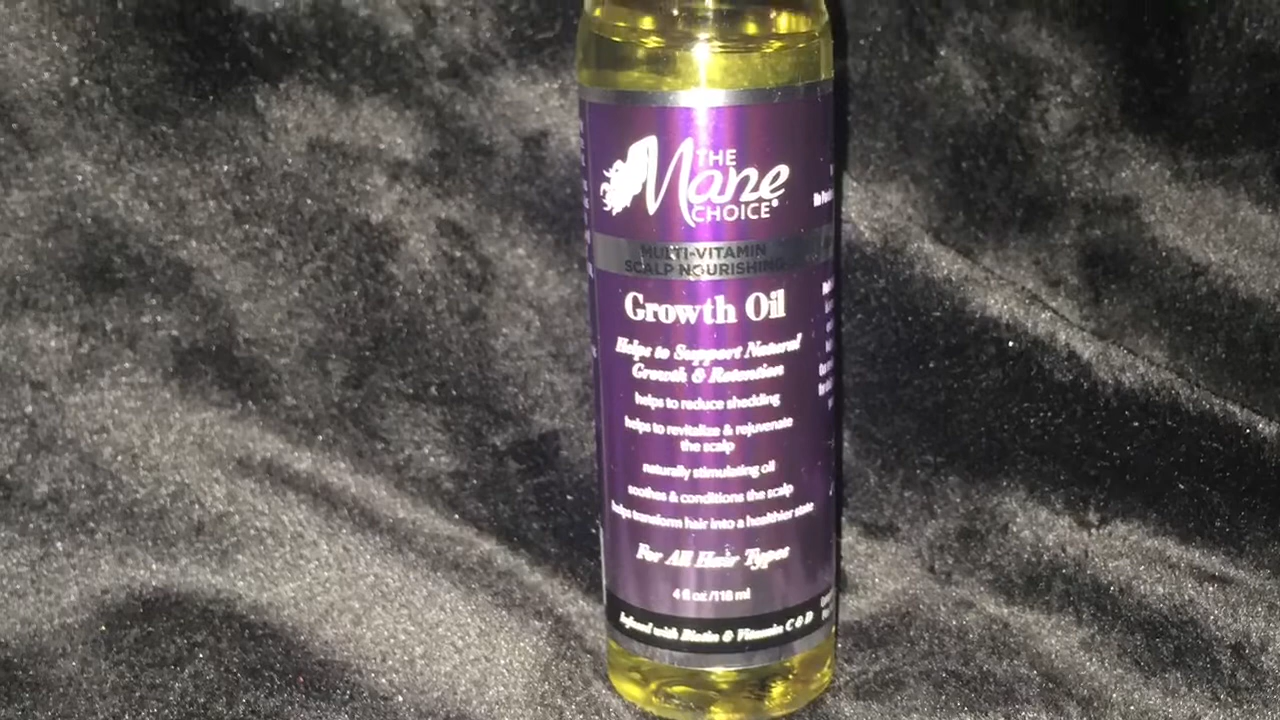 THE
Mane
CHOICE®
MULTI-VITAMIN
SCALP NOURISHING
Growth Oil
Helps to Support Natural
Growth & Retention
helps to reduce shedding
helps to revitalize & rejuvenate
the scalp
naturally stimulating oil
soothes & conditions the scalp
helps transform hair into a healthier state
For All Hair Types
4 fl oz/118 ml
Infused with Biotin & Vitamin C & D